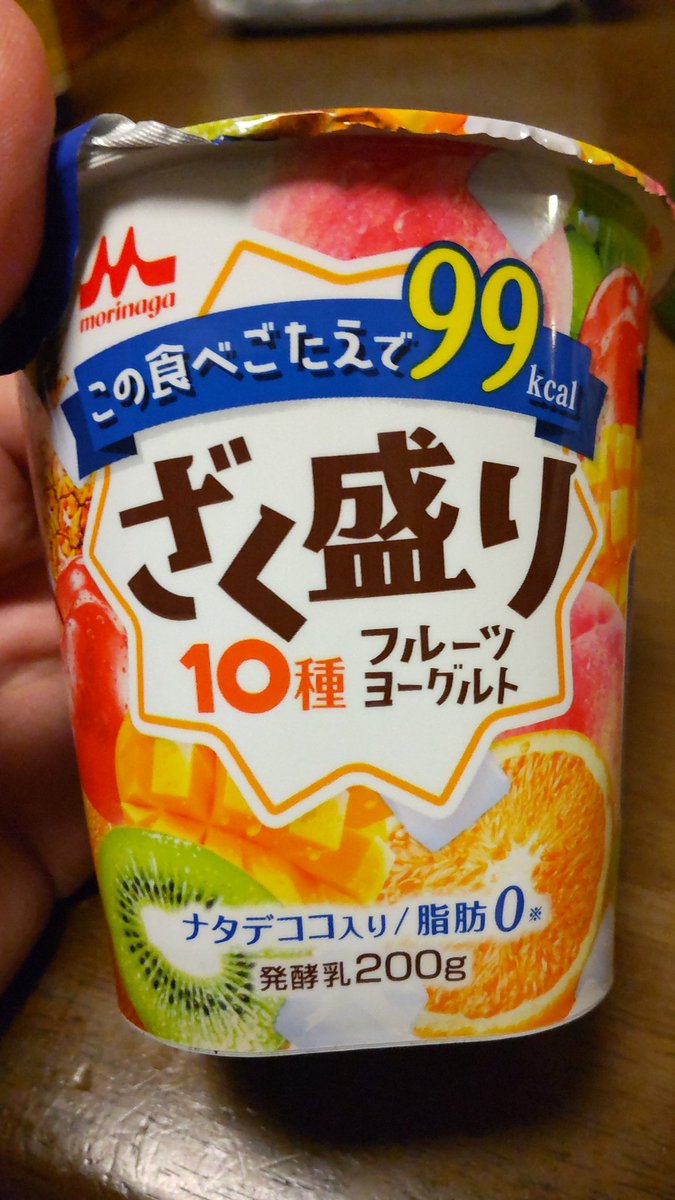 morinaga
この食べごたえで99kcal
ざく盛り
10種 フルーツ
ヨーグルト
ナタデココ入り/脂肪0※
発酵乳200g